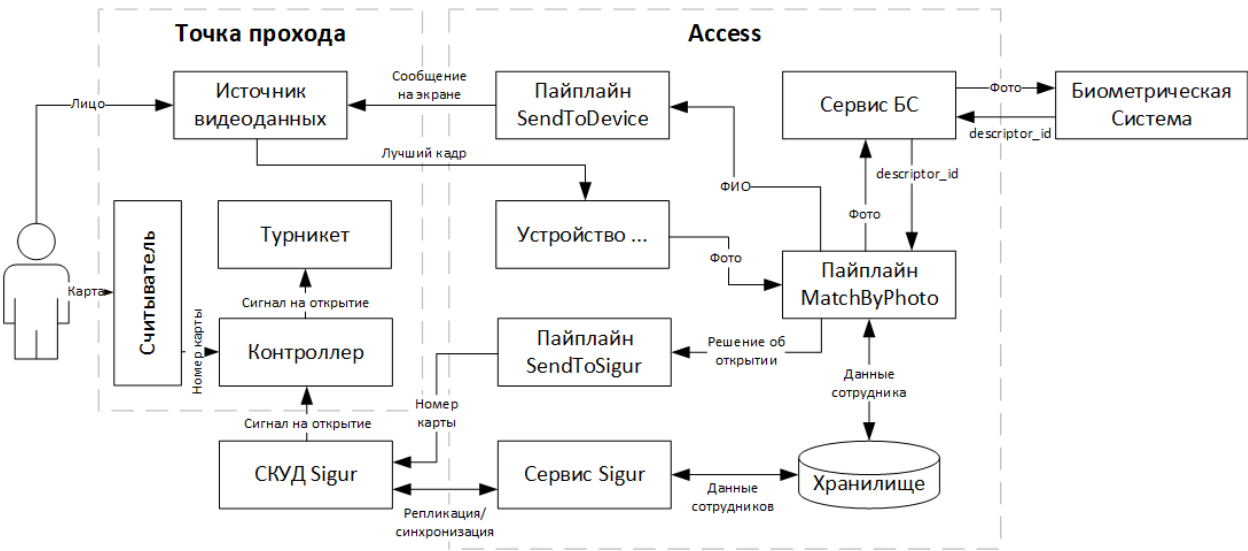 Точка прохода
Access
Источник
видеоданных
Сообщение
на экране
Пайплайн
SendToDevice
Сервис БС
Фото
Биометрическая
Система
descriptor_id
Лицо
Лучший кадр
descriptor_id
ФИО
Фото
Считыватель
Турникет
Устройство ...
Фото
Пайплайн
MatchByPhoto
Карта
Сигнал на открытие
Номер карты
Контроллер
Пайплайн
SendToSigur
Решение об
открытии
Данные
сотрудника
Номер
карты
Сигнал на открытие
СКУД Sigur
Сервис Sigur
Хранилище
Репликация/
синхронизация
Данные
сотрудников